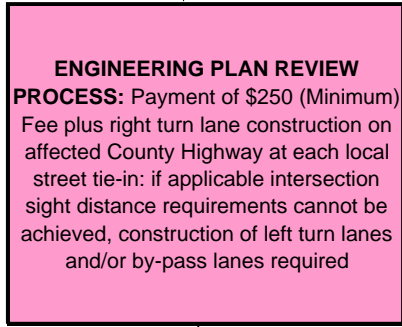 ENGINEERING PLAN REVIEW
PROCESS: Payment of $250 (Minimum)
Fee plus right turn lane construction on
affected County Highway at each local
street tie-in: if applicable intersection
sight distance requirements cannot be
achieved, construction of left turn lanes
and/or by-pass lanes required